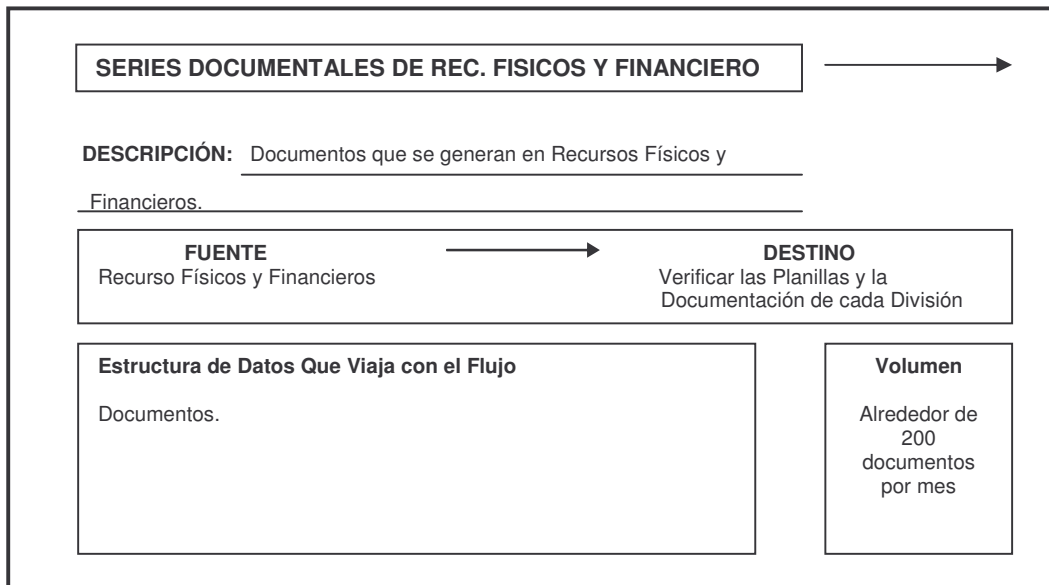 SERIES DOCUMENTALES DE REC. FISICOS Y FINANCIERO
DESCRIPCIÓN: Documentos que se generan en Recursos Físicos y
Financieros.
FUENTE
Recurso Físicos y Financieros
DESTINO
Verificar las Planillas y la
Documentación de cada División
Estructura de Datos Que Viaja con el Flujo
Documentos.
Volumen
Alrededor de
200
documentos
por mes